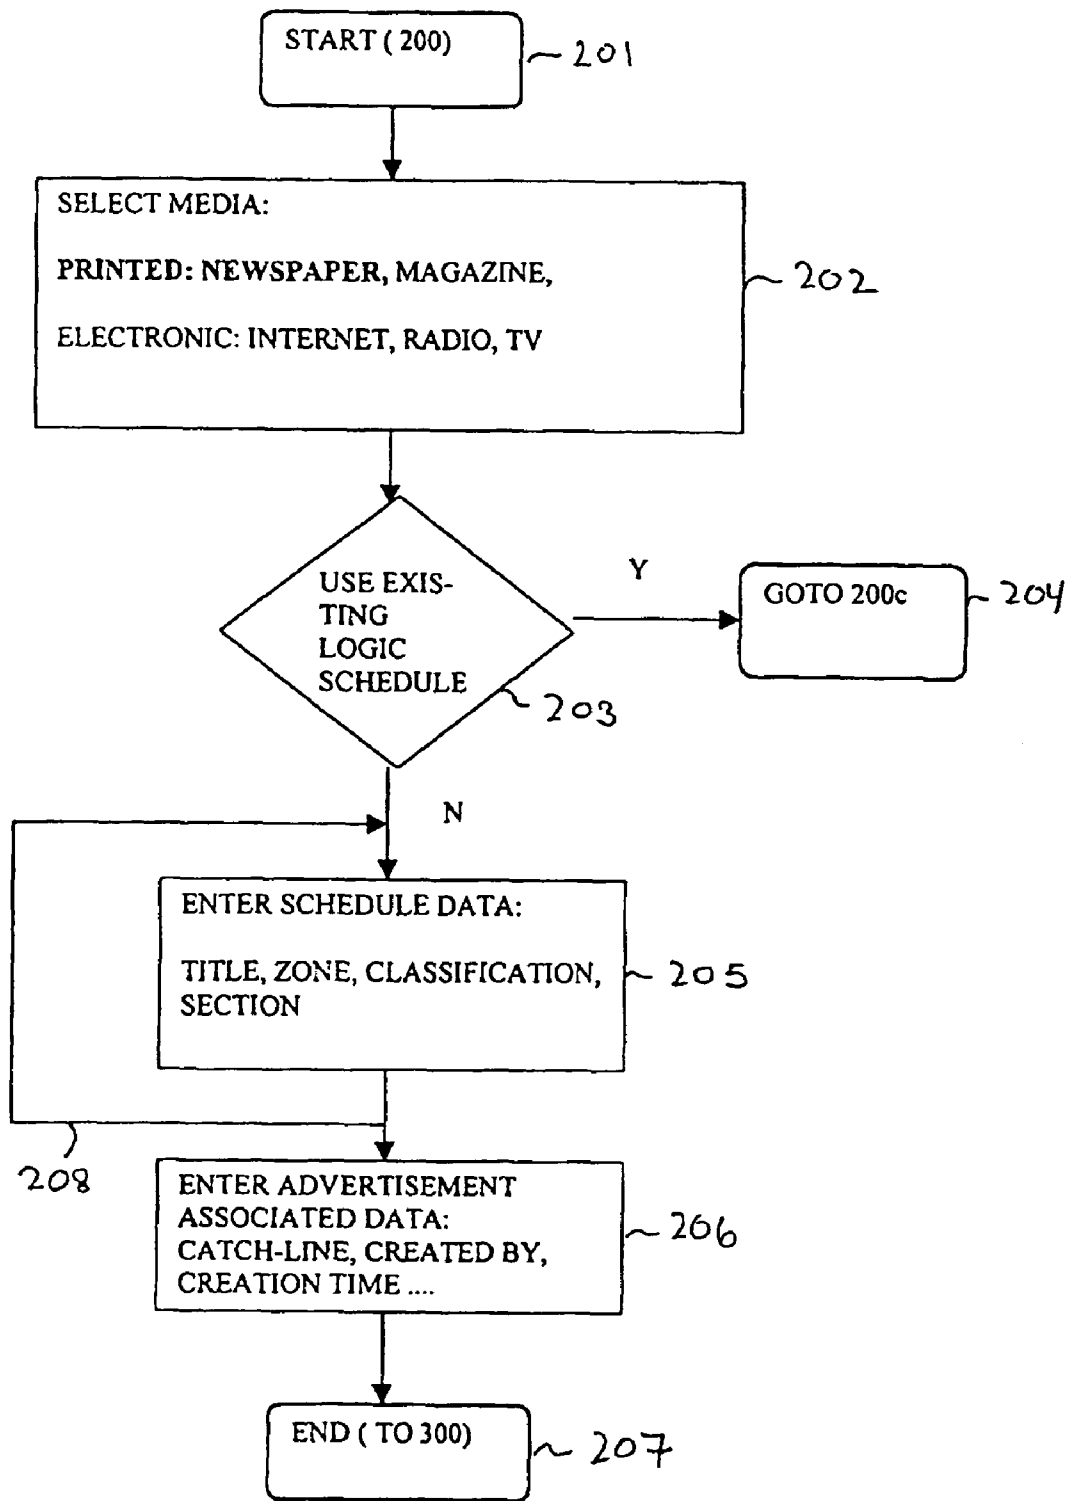 START ( 200)
201
SELECT MEDIA:
PRINTED: NEWSPAPER, MAGAZINE,
202
ELECTRONIC: INTERNET, RADIO, TV
USE EXIS-
TING
LOGIC
SCHEDULE
Y
GOTO 200c
204
203
N
ENTER SCHEDULE DATA:
TITLE, ZONE, CLASSIFICATION,
SECTION
205
208
ENTER ADVERTISEMENT
ASSOCIATED DATA:
CATCH-LINE, CREATED BY,
CREATION TIME ....
206
END ( TO 300)
207